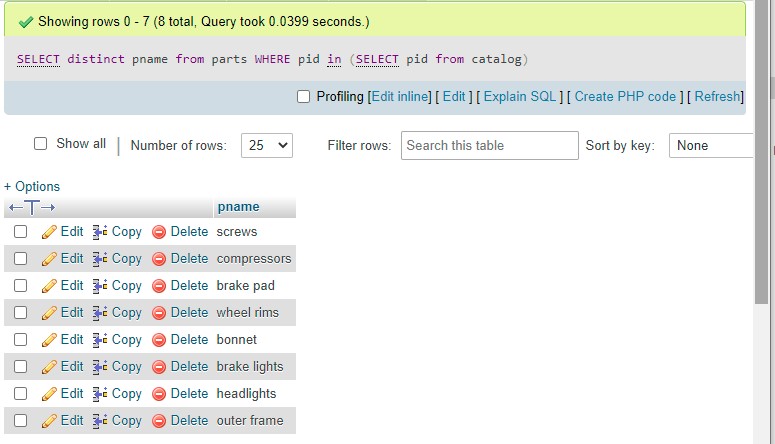 Showing rows 0 - 7 (8 total, Query took 0.0399 seconds.)
SELECT distinct pname from parts WHERE pid in (SELECT pid from catalog)
Profiling [Edit inline] [ Edit ] [ Explain SQL ] [ Create PHP code ] [ Refresh]
Show all | Number of rows: 25 Filter rows: Search this table Sort by key: None
+ Options
←T→ pname
Edit Copy Delete screws
Edit Copy Delete compressors
Edit Copy Delete brake pad
Edit Copy Delete wheel rims
Edit Copy Delete bonnet
Edit Copy Delete brake lights
Edit Copy Delete headlights
Edit Copy Delete outer frame